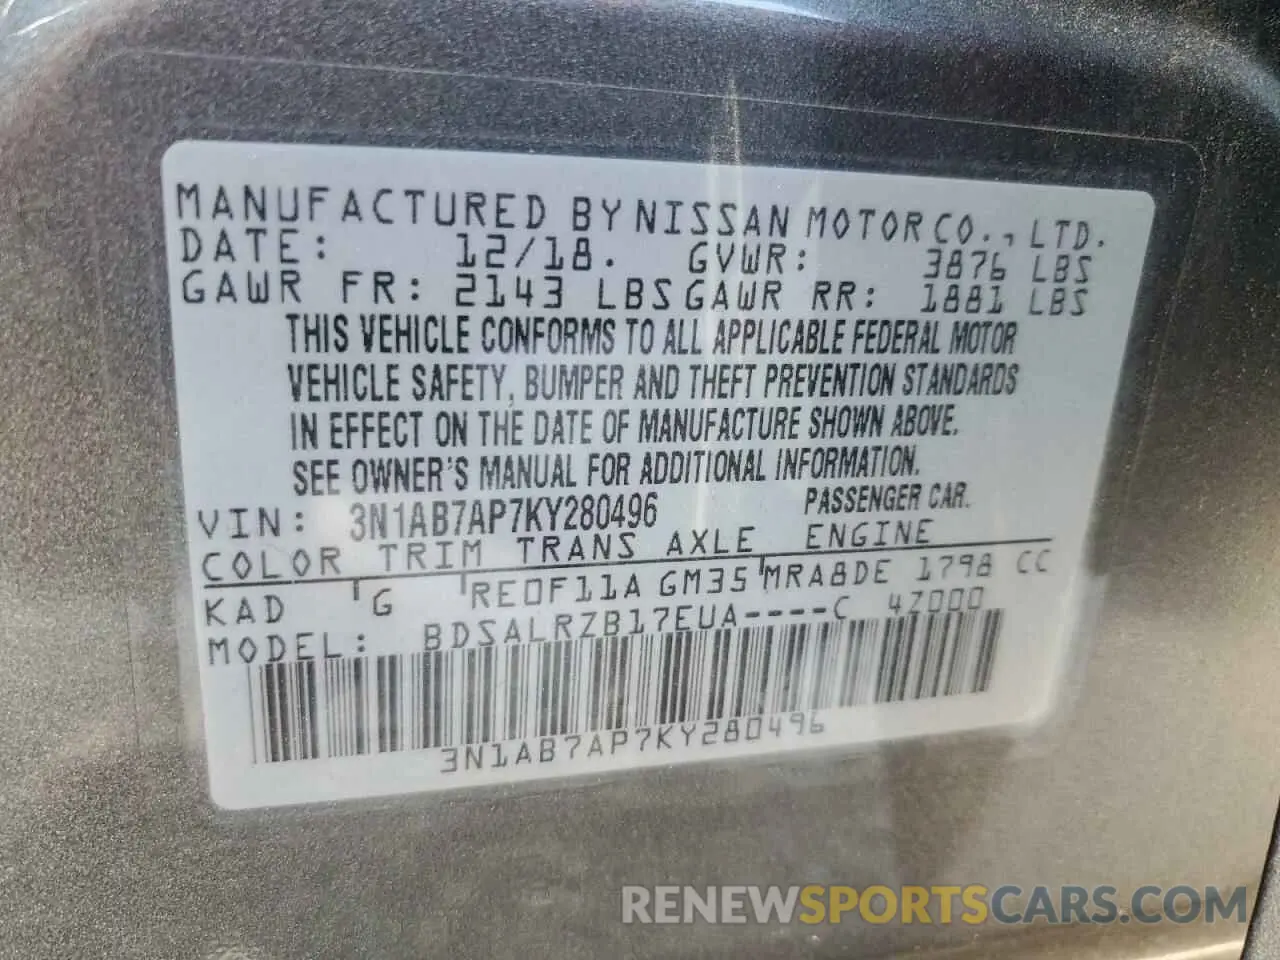 MANUFACTURED BY NISSAN MOTOR CO., LTD.
DATE: 12/18. GVWR: 3876 LBS
GAWR FR: 2143 LBS GAWR RR: 1881 LBS
THIS VEHICLE CONFORMS TO ALL APPLICABLE FEDERAL MOTOR
VEHICLE SAFETY, BUMPER AND THEFT PREVENTION STANDARDS
IN EFFECT ON THE DATE OF MANUFACTURE SHOWN ABOVE.
SEE OWNER'S MANUAL FOR ADDITIONAL INFORMATION.
VIN: 3N1AB7AP7KY280496 PASSENGER CAR.
COLOR TRIM TRANS AXLE ENGINE
KAD G RE0F11A GM35 MRA8DE 1798 CC
MODEL: BDSALRZB17EUA----C 4Z000
3N1AB7AP7KY280496
RENEWSPORTSCARS.COM